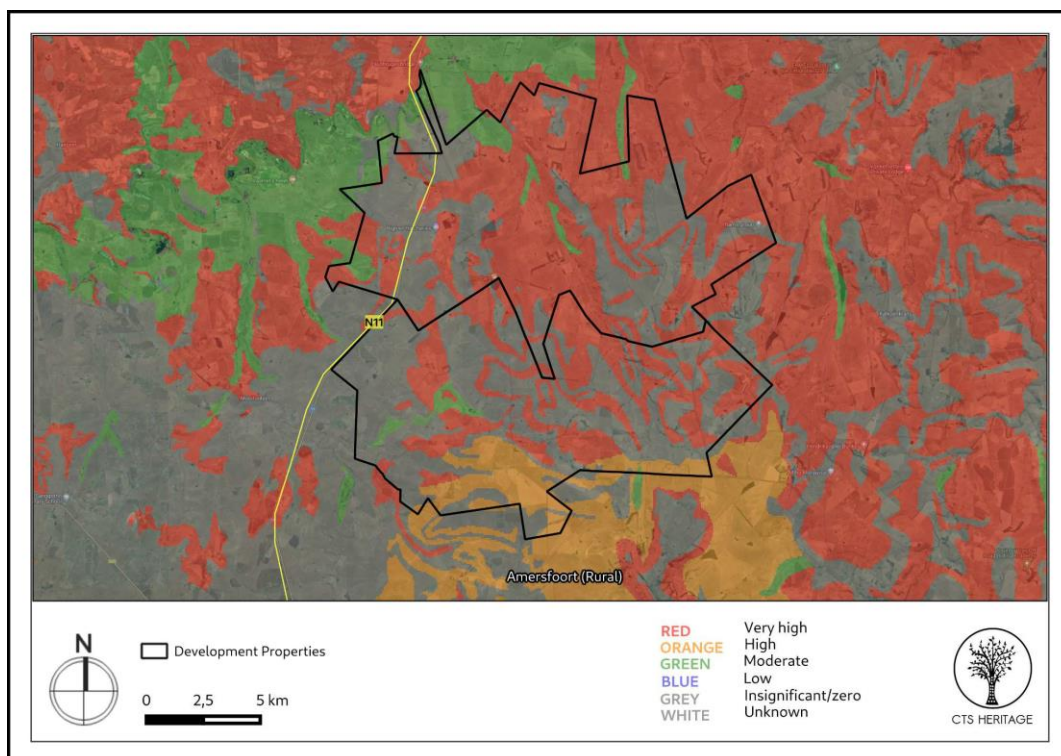 N11
Amersfoort (Rural)
N
Development Properties
0 2,5 5 km
RED Very high
ORANGE High
GREEN Moderate
BLUE Low
GREY Insignificant/zero
WHITE Unknown
CTS HERITAGE